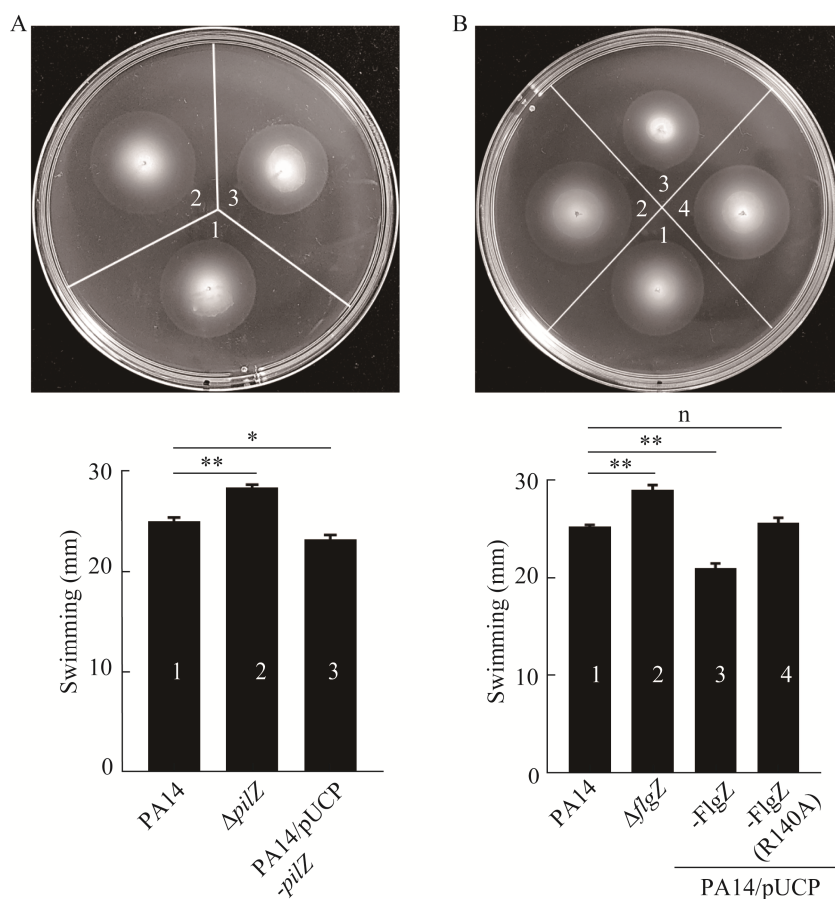 A
2 3
1
*
**
30
20
10
0
Swimming (mm)
1 2 3
PA14
ΔpilZ
PA14/pUCP
-pilZ
B
3
2 4
1
n
**
**
30
20
10
0
Swimming (mm)
1 2 3 4
PA14
ΔflgZ
-FlgZ
-FlgZ
(R140A)
PA14/pUCP